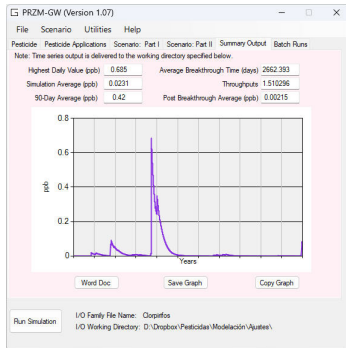 PRZM-GW (Version 1.07)
File Scenario Utilities Help
Pesticide Pesticide Applications Scenario: Part I Scenario: Part II Summary Output Batch Runs
Note: Time series output is delivered to the working directory specified below.
Highest Daily Value (ppb) 0.685 Average Breakthrough Time (days) 2662.393
Simulation Average (ppb) 0.0231 Throughputs 1.510296
90-Day Average (ppb) 0.42 Post Breakthrough Average (ppb) 0.00215
0.8
0.6
0.4
0.2
0
ppb
Years
Word Doc Save Graph Copy Graph
Run Simulation
I/O Family File Name: Clorpirifos
I/O Working Directory: D:\Dropbox\Pesticidas\Modelación\Ajustes\